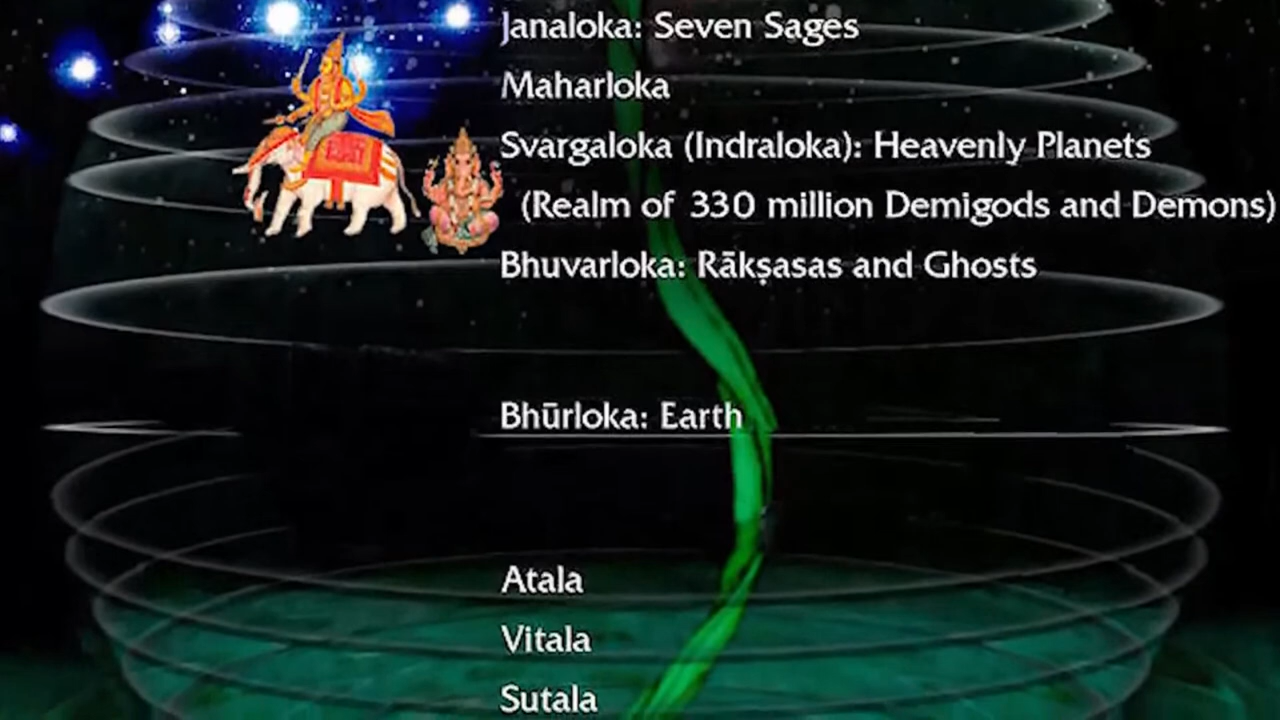 Janaloka: Seven Sages
Maharloka
Svargaloka (Indraloka): Heavenly Planets
(Realm of 330 million Demigods and Demons)
Bhuvarloka: Rākṣasas and Ghosts
Bhūrloka: Earth
Atala
Vitala
Sutala